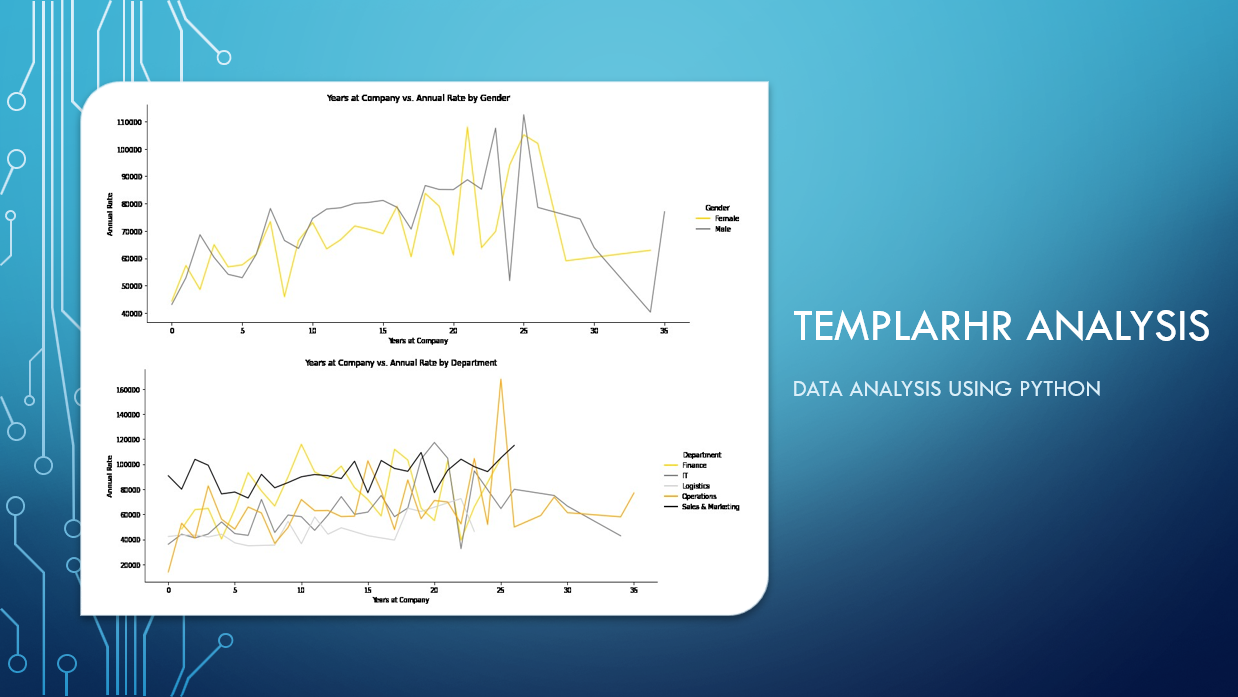 Years at Company vs. Annual Rate by Gender
110000
100000
90000
80000
70000
60000
50000
40000
Annual Rate
0 5 10 15 20 25 30 35
Years at Company
Gender
Female
Male
Years at Company vs. Annual Rate by Department
160000
140000
120000
100000
80000
60000
40000
20000
Annual Rate
0 5 10 15 20 25 30 35
Years at Company
Department
Finance
IT
Logistics
Operations
Sales & Marketing
TEMPLARHR ANALYSIS
DATA ANALYSIS USING PYTHON